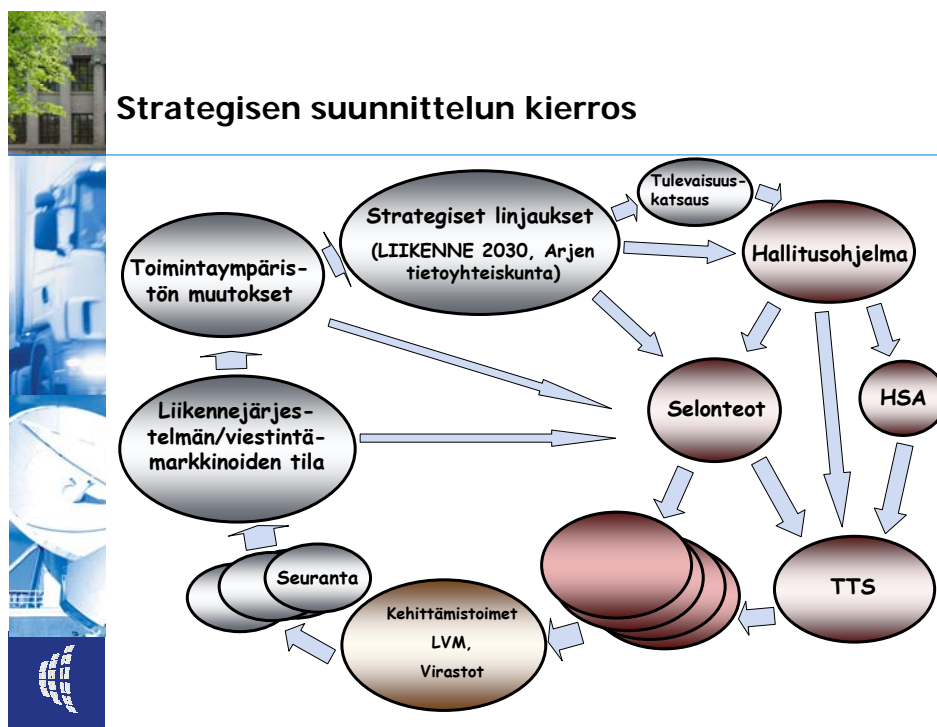 Strategisen suunnittelun kierros
Tulevaisuus-
katsaus
Strategiset linjaukset
(LIIKENNE 2030, Arjen
tietoyhteiskunta)
Hallitusohjelma
Toimintaympäris-
tön muutokset
Selonteot
HSA
Liikennejärjes-
telmän/viestintä-
markkinoiden tila
Seuranta
TTS
Kehittämistoimet
LVM,
Virastot